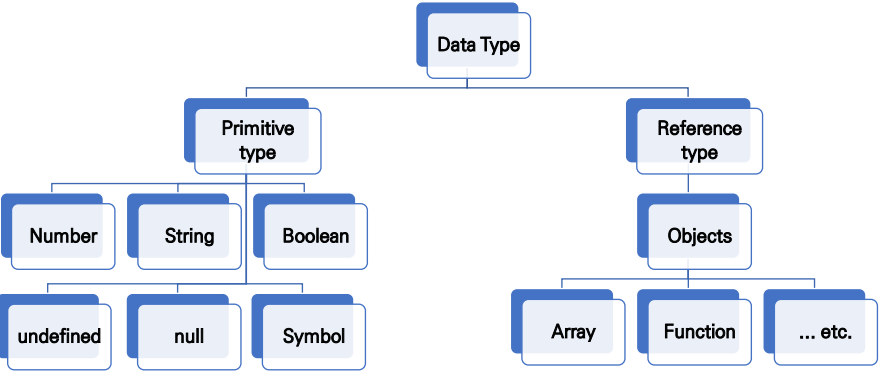 Data Type
Primitive
type
Reference
type
Number
String
Boolean
Objects
undefined
null
Symbol
Array
Function
... etc.